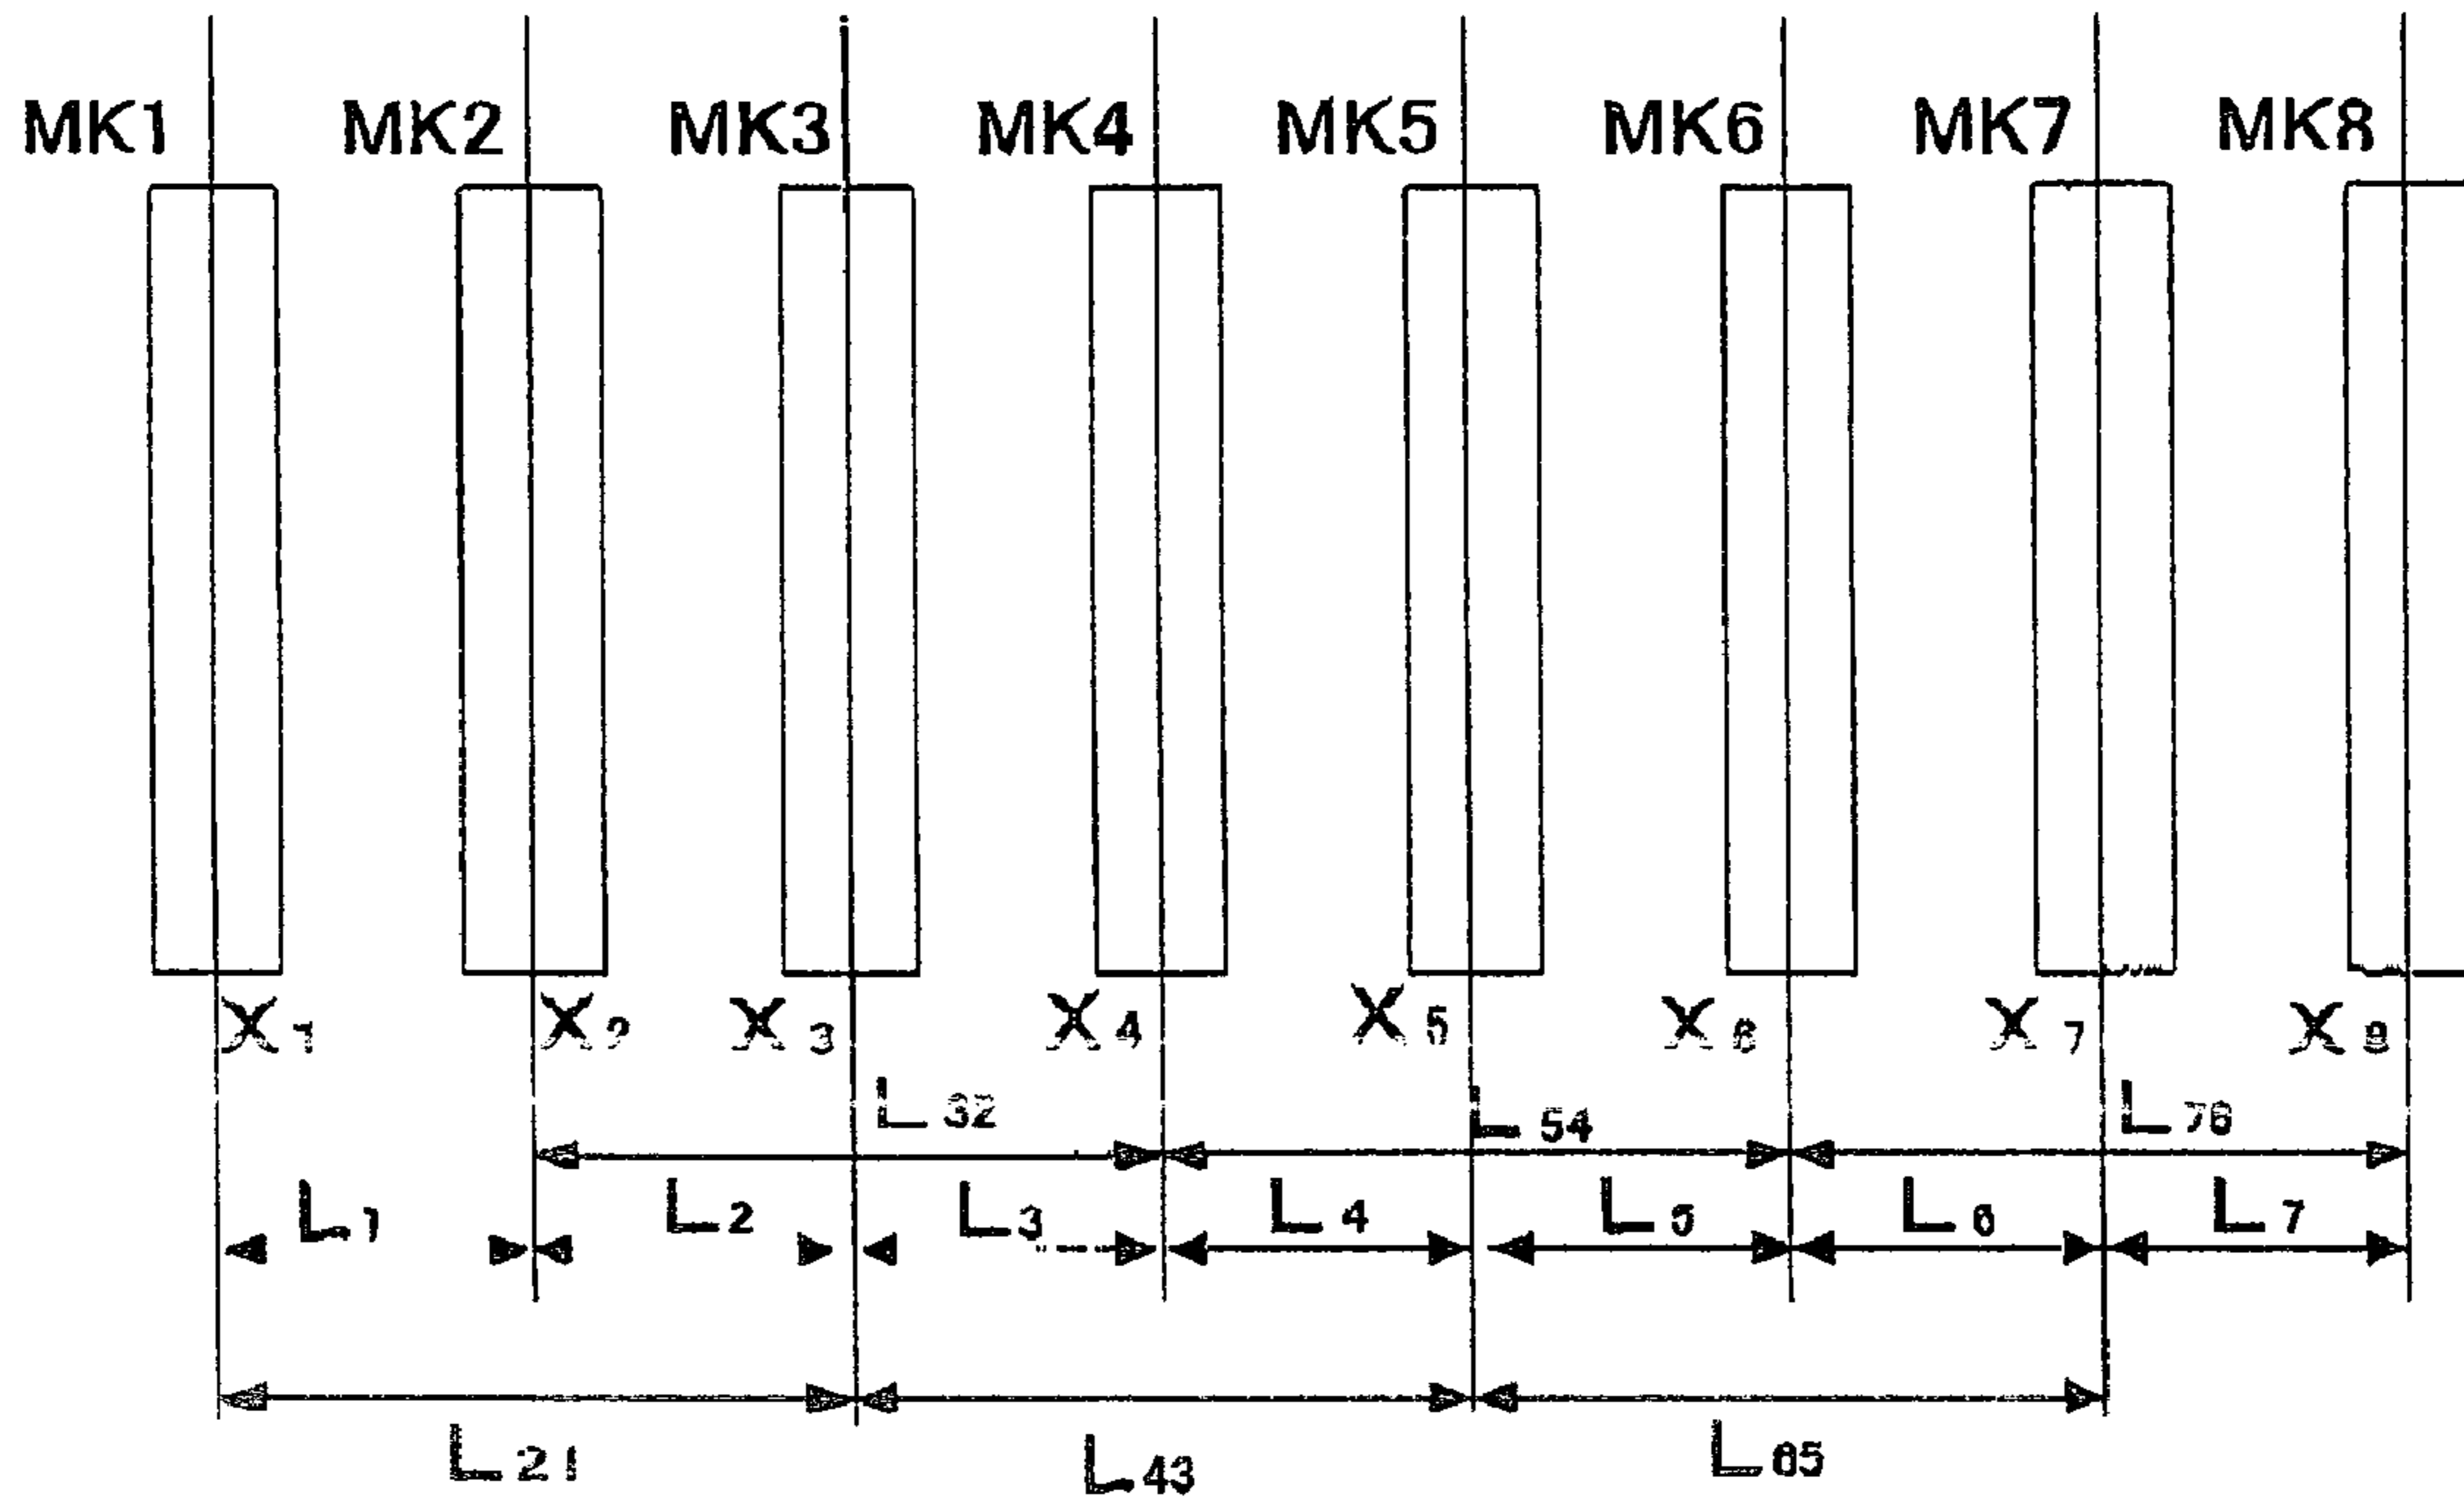 MK1 MK2 MK3 MK4 MK5 MK6 MK7 MK8
X1 X2 X3 X4 X5 X6 X7 X8
L32 L54 L76
L1 L2 L3 L4 L5 L6 L7
L21 L43 L65